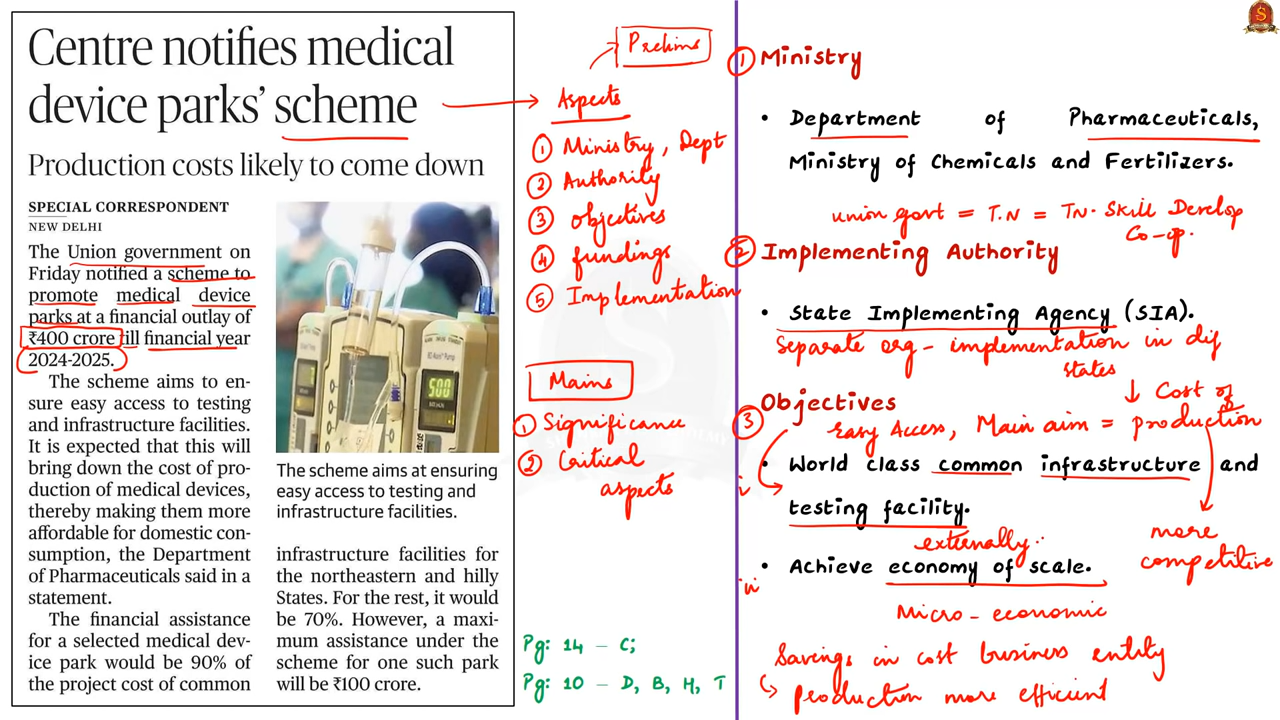 Centre notifies medical
device parks' scheme
Production costs likely to come down
SPECIAL CORRESPONDENT
NEW DELHI
The Union government on
Friday notified a scheme to
promote medical device
parks at a financial outlay of
₹400 crore till financial year
2024-2025.
The scheme aims to en-
sure easy access to testing
and infrastructure facilities.
It is expected that this will
bring down the cost of pro-
duction of medical devices,
thereby making them more
affordable for domestic con-
sumption, the Department
of Pharmaceuticals said in a
statement.
The financial assistance
for a selected medical dev-
ice park would be 90% of
the project cost of common
500
The scheme aims at ensuring
easy access to testing and
infrastructure facilities.
infrastructure facilities for
the northeastern and hilly
States. For the rest, it would
be 70%. However, a maxi-
mum assistance under the
scheme for one such park
will be ₹100 crore.
Prelims
Aspects
① Ministry, Dept
② Authority
③ objectives
④ fundings
⑤ Implementation
Mains
① Significance
② Critical
aspects
Pg: 14 – C;
Pg: 10 – D, B, H, T
① Ministry
• Department of Pharmaceuticals,
Ministry of Chemicals and Fertilizers.
union govt = T.N = TN. Skill Develop
Co-op.
② Implementing Authority
• State Implementing Agency (SIA).
Separate org - implementation in dif
states
③ Objectives
↓ Cost of
Easy Access, Main aim = production
i • World class common infrastructure and
testing facility.
externally..
more
competitive
ii • Achieve economy of scale.
Micro-economic
Savings in cost business entity
↳ production more efficient